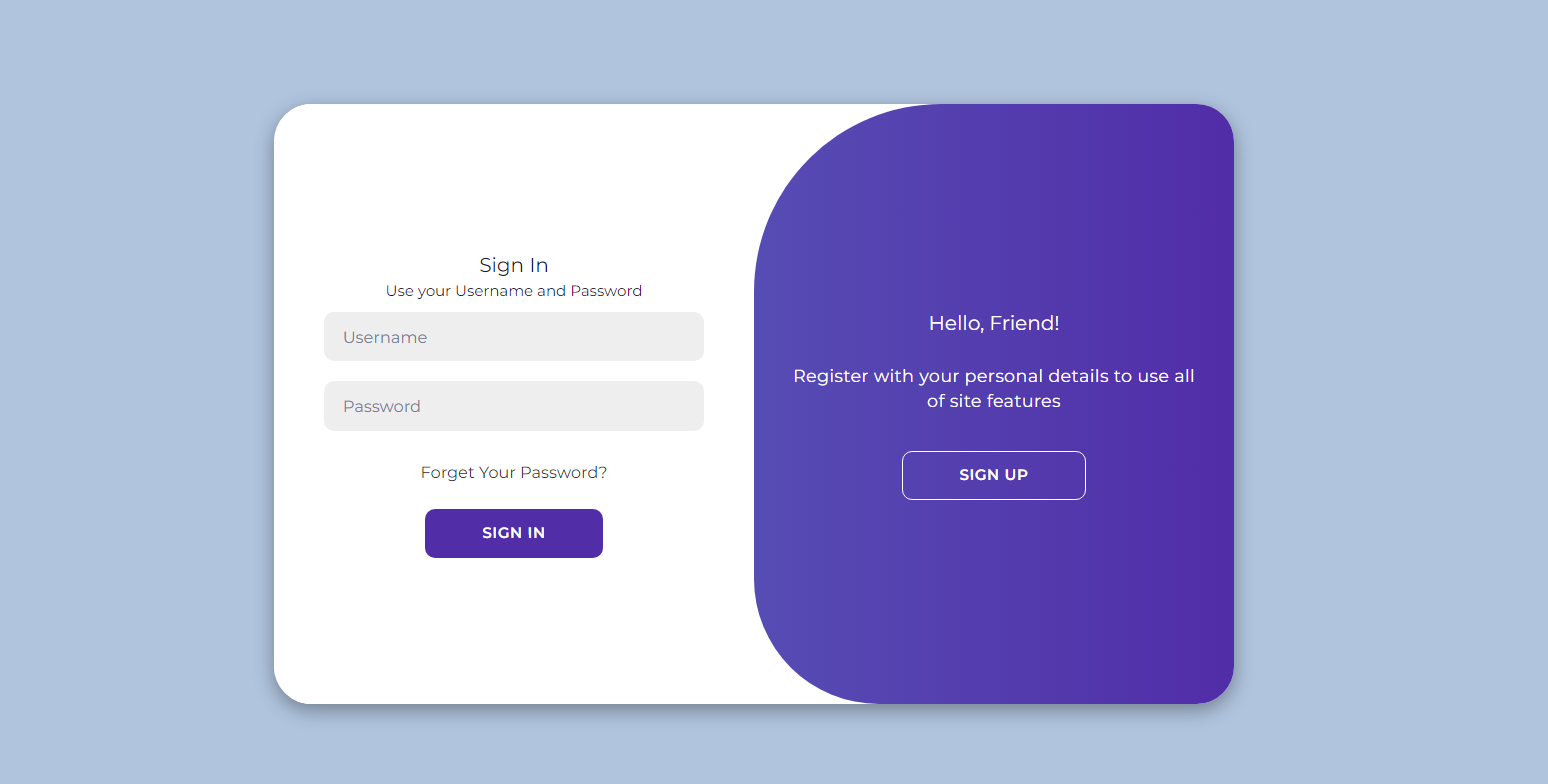 Sign In
Use your Username and Password
Username
Password
Forget Your Password?
SIGN IN
Hello, Friend!
Register with your personal details to use all
of site features
SIGN UP